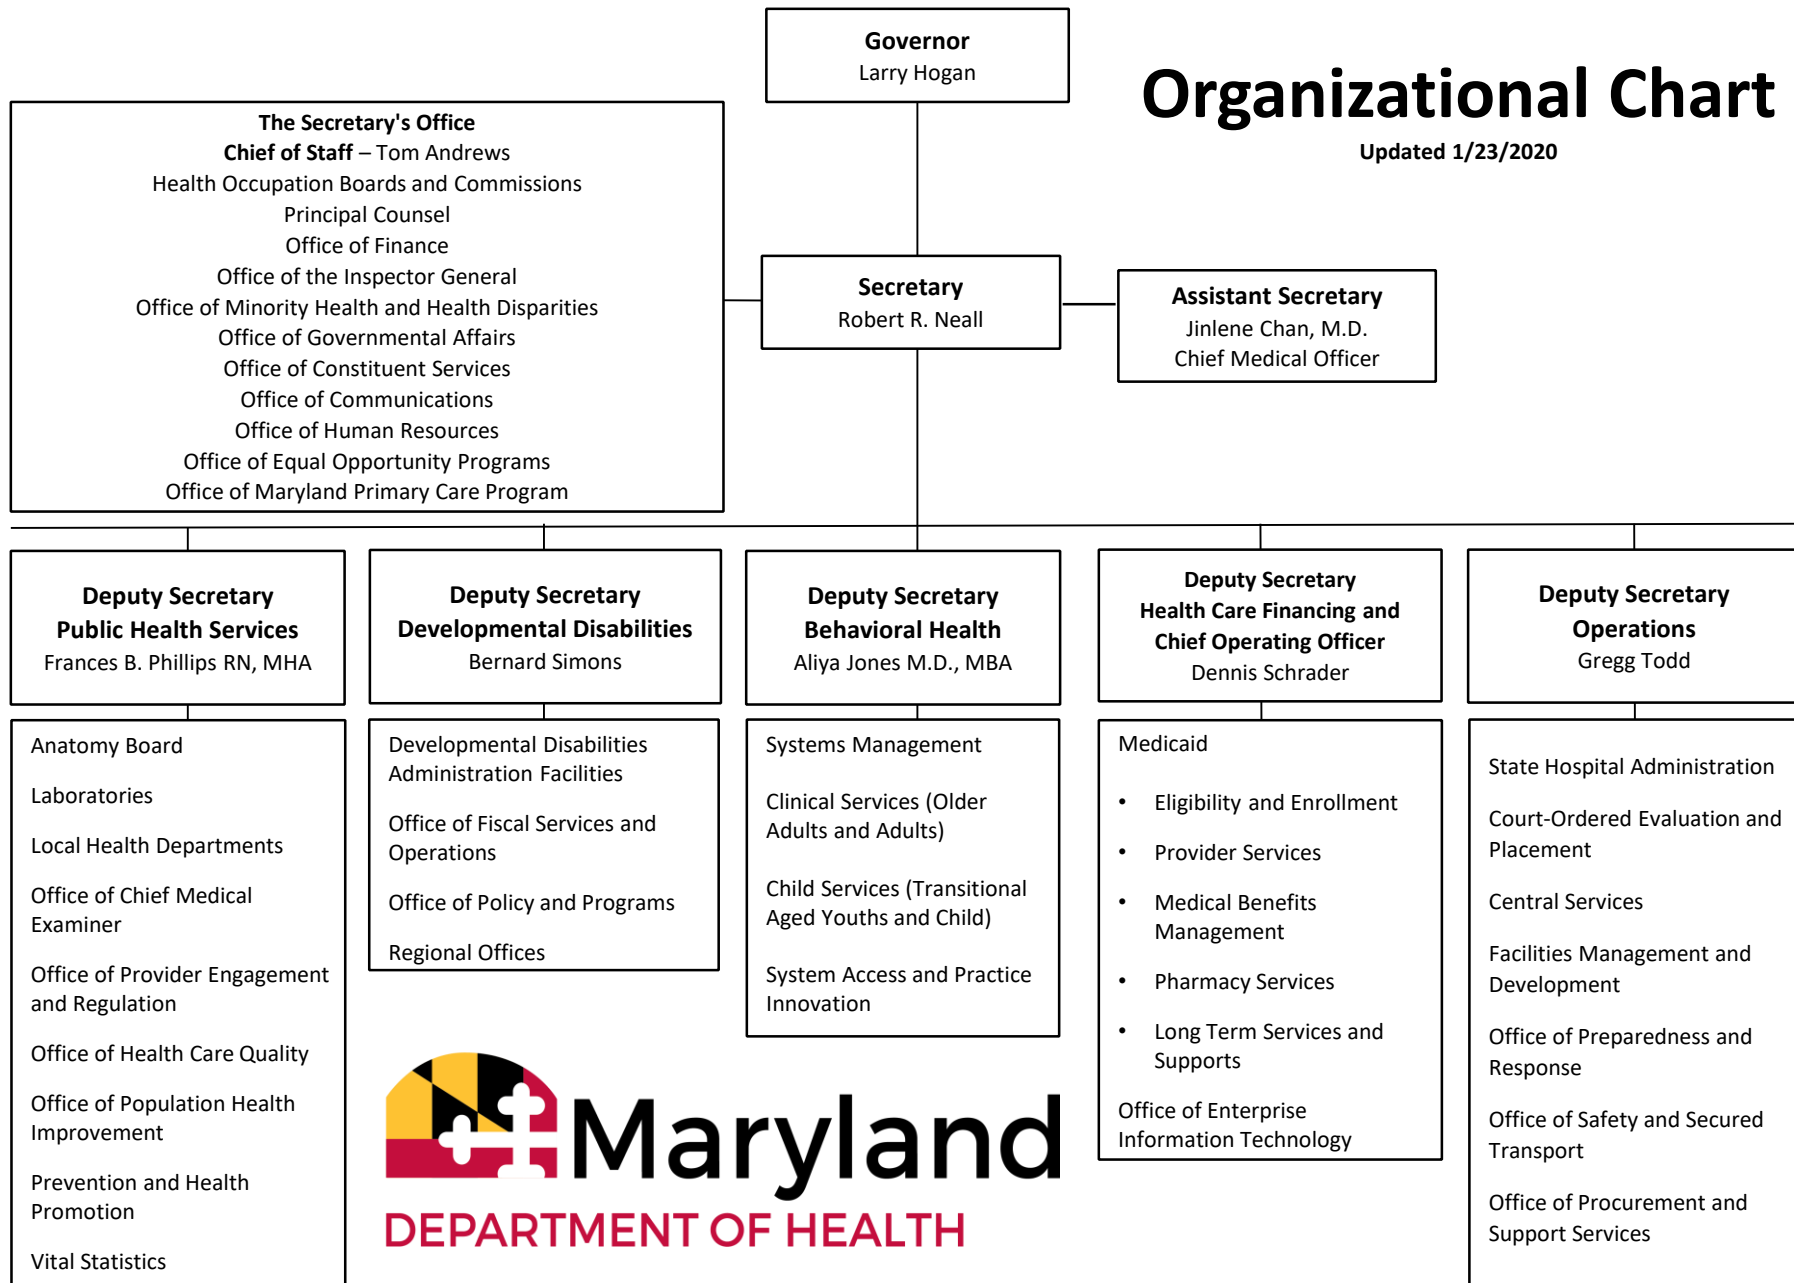 Governor
Larry Hogan
Organizational Chart
Updated 1/23/2020
The Secretary's Office
Chief of Staff – Tom Andrews
Health Occupation Boards and Commissions
Principal Counsel
Office of Finance
Office of the Inspector General
Office of Minority Health and Health Disparities
Office of Governmental Affairs
Office of Constituent Services
Office of Communications
Office of Human Resources
Office of Equal Opportunity Programs
Office of Maryland Primary Care Program
Secretary
Robert R. Neall
Assistant Secretary
Jinlene Chan, M.D.
Chief Medical Officer
Deputy Secretary
Public Health Services
Frances B. Phillips RN, MHA
Anatomy Board
Laboratories
Local Health Departments
Office of Chief Medical
Examiner
Office of Provider Engagement
and Regulation
Office of Health Care Quality
Office of Population Health
Improvement
Prevention and Health
Promotion
Vital Statistics
Deputy Secretary
Developmental Disabilities
Bernard Simons
Developmental Disabilities
Administration Facilities
Office of Fiscal Services and
Operations
Office of Policy and Programs
Regional Offices
Deputy Secretary
Behavioral Health
Aliya Jones M.D., MBA
Systems Management
Clinical Services (Older
Adults and Adults)
Child Services (Transitional
Aged Youths and Child)
System Access and Practice
Innovation
Deputy Secretary
Health Care Financing and
Chief Operating Officer
Dennis Schrader
Medicaid
• Eligibility and Enrollment
• Provider Services
• Medical Benefits
Management
• Pharmacy Services
• Long Term Services and
Supports
Office of Enterprise
Information Technology
Deputy Secretary
Operations
Gregg Todd
State Hospital Administration
Court-Ordered Evaluation and
Placement
Central Services
Facilities Management and
Development
Office of Preparedness and
Response
Office of Safety and Secured
Transport
Office of Procurement and
Support Services
Maryland
DEPARTMENT OF HEALTH